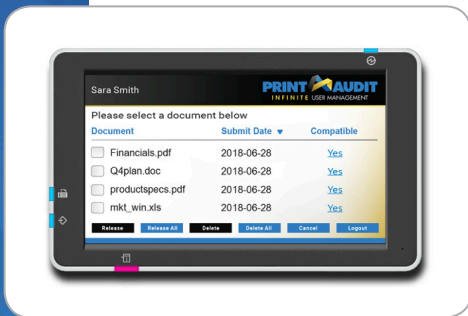 Sara Smith
PRINT AUDIT
INFINITE USER MANAGEMENT
Please select a document below
Document Submit Date ▼ Compatible
Financials.pdf 2018-06-28 Yes
Q4plan.doc 2018-06-28 Yes
productspecs.pdf 2018-06-28 Yes
mkt_win.xls 2018-06-28 Yes
Release Release All Delete Delete All Cancel Logout